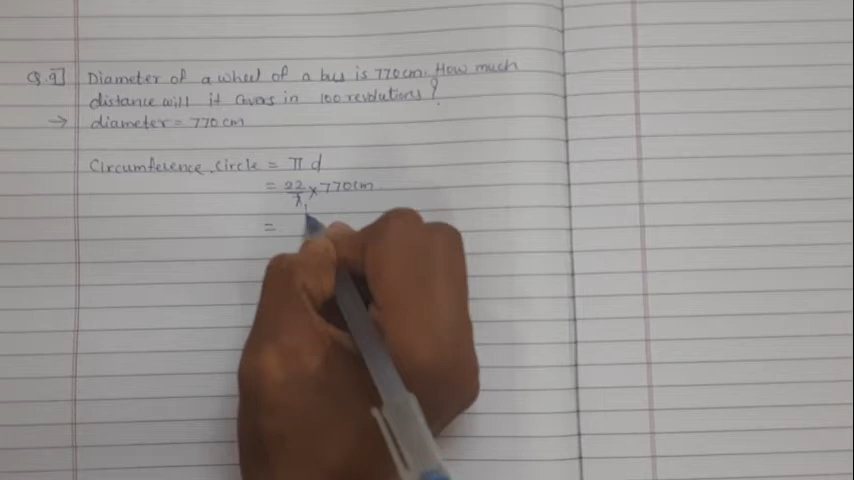 Q.9] Diameter of a wheel of a bus is 770cm. How much
distance will it covers in 100 revolutions?
→ diameter = 770 cm
Circumference circle = π d
= 22/7 × 770cm
=